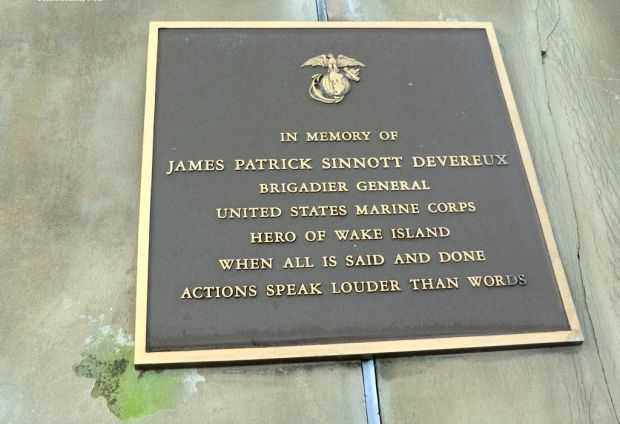 IN MEMORY OF
JAMES PATRICK SINNOTT DEVEREUX
BRIGADIER GENERAL
UNITED STATES MARINE CORPS
HERO OF WAKE ISLAND
WHEN ALL IS SAID AND DONE
ACTIONS SPEAK LOUDER THAN WORDS